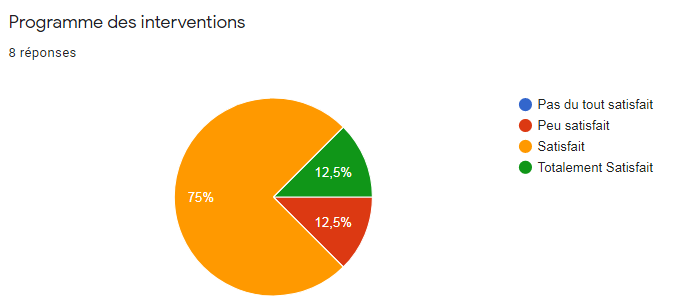 Programme des interventions
8 réponses
Pas du tout satisfait
Peu satisfait
Satisfait
Totalement Satisfait
12,5%
75%
12,5%